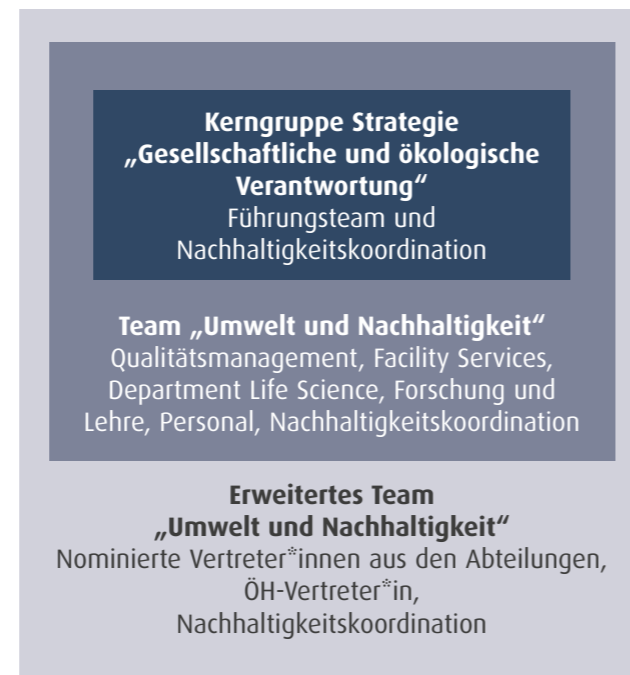 Kerngruppe Strategie
„Gesellschaftliche und ökologische
Verantwortung“
Führungsteam und
Nachhaltigkeitskoordination
Team „Umwelt und Nachhaltigkeit“
Qualitätsmanagement, Facility Services,
Department Life Science, Forschung und
Lehre, Personal, Nachhaltigkeitskoordination
Erweitertes Team
„Umwelt und Nachhaltigkeit“
Nominierte Vertreter*innen aus den Abteilungen,
ÖH-Vertreter*in,
Nachhaltigkeitskoordination